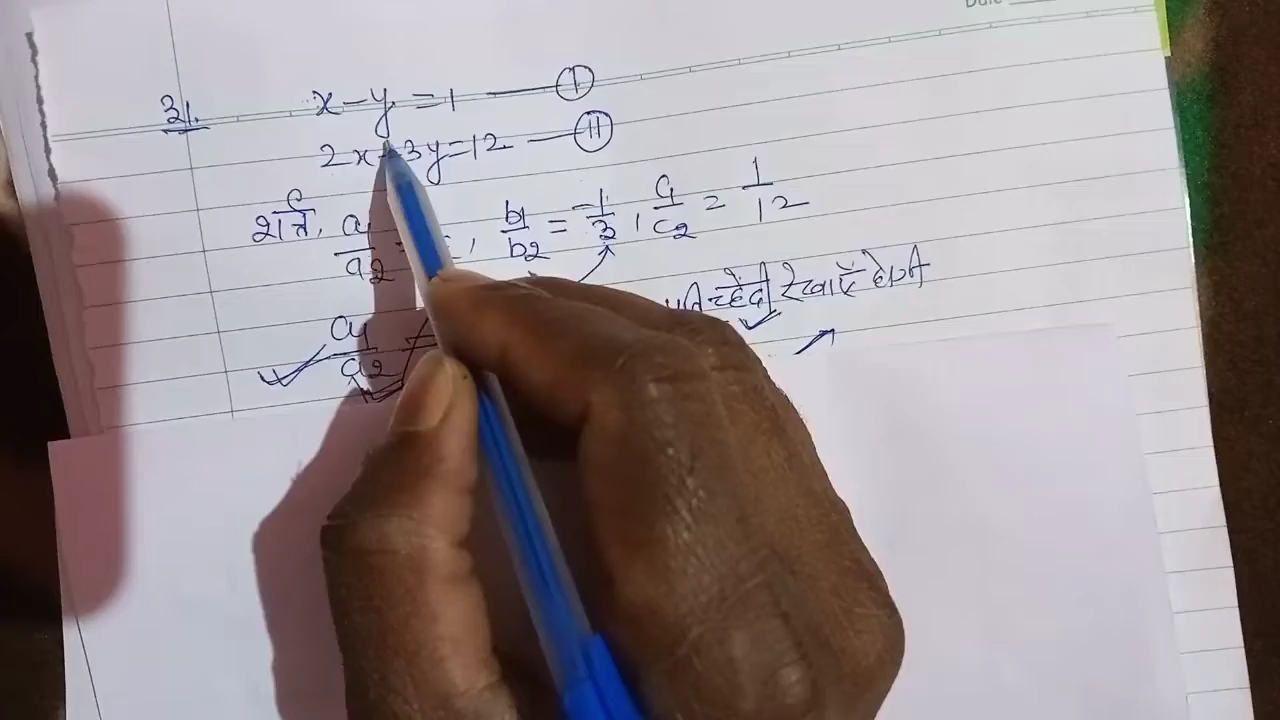 Date
31. x - y = 1 — I
2x 3y = 12 — II
शर्त, a1/a2 = , b1/b2 = -1/3, c1/c2 = 1/12
a1/a2 ≠ प्रतिच्छेदी रेखाएँ होगी